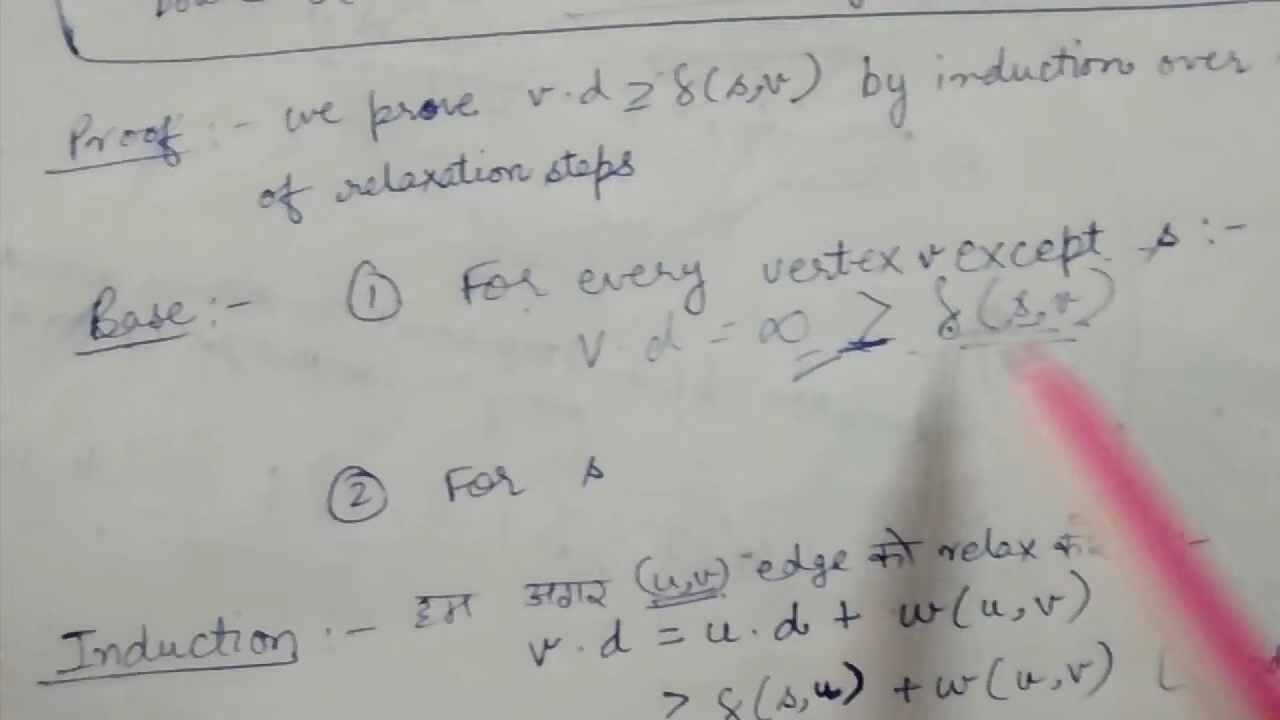 Proof :- we prove v.d ≥ δ(s,v) by induction over
of relaxation steps
Base :- ① For every vertex v except s :-
v.d = ∞ ≥ δ(s,v)
② For s
Induction :- हम अगर (u,v) edge को relax
v.d = u.d + w(u,v)
> δ(s,u) + w(u,v) (